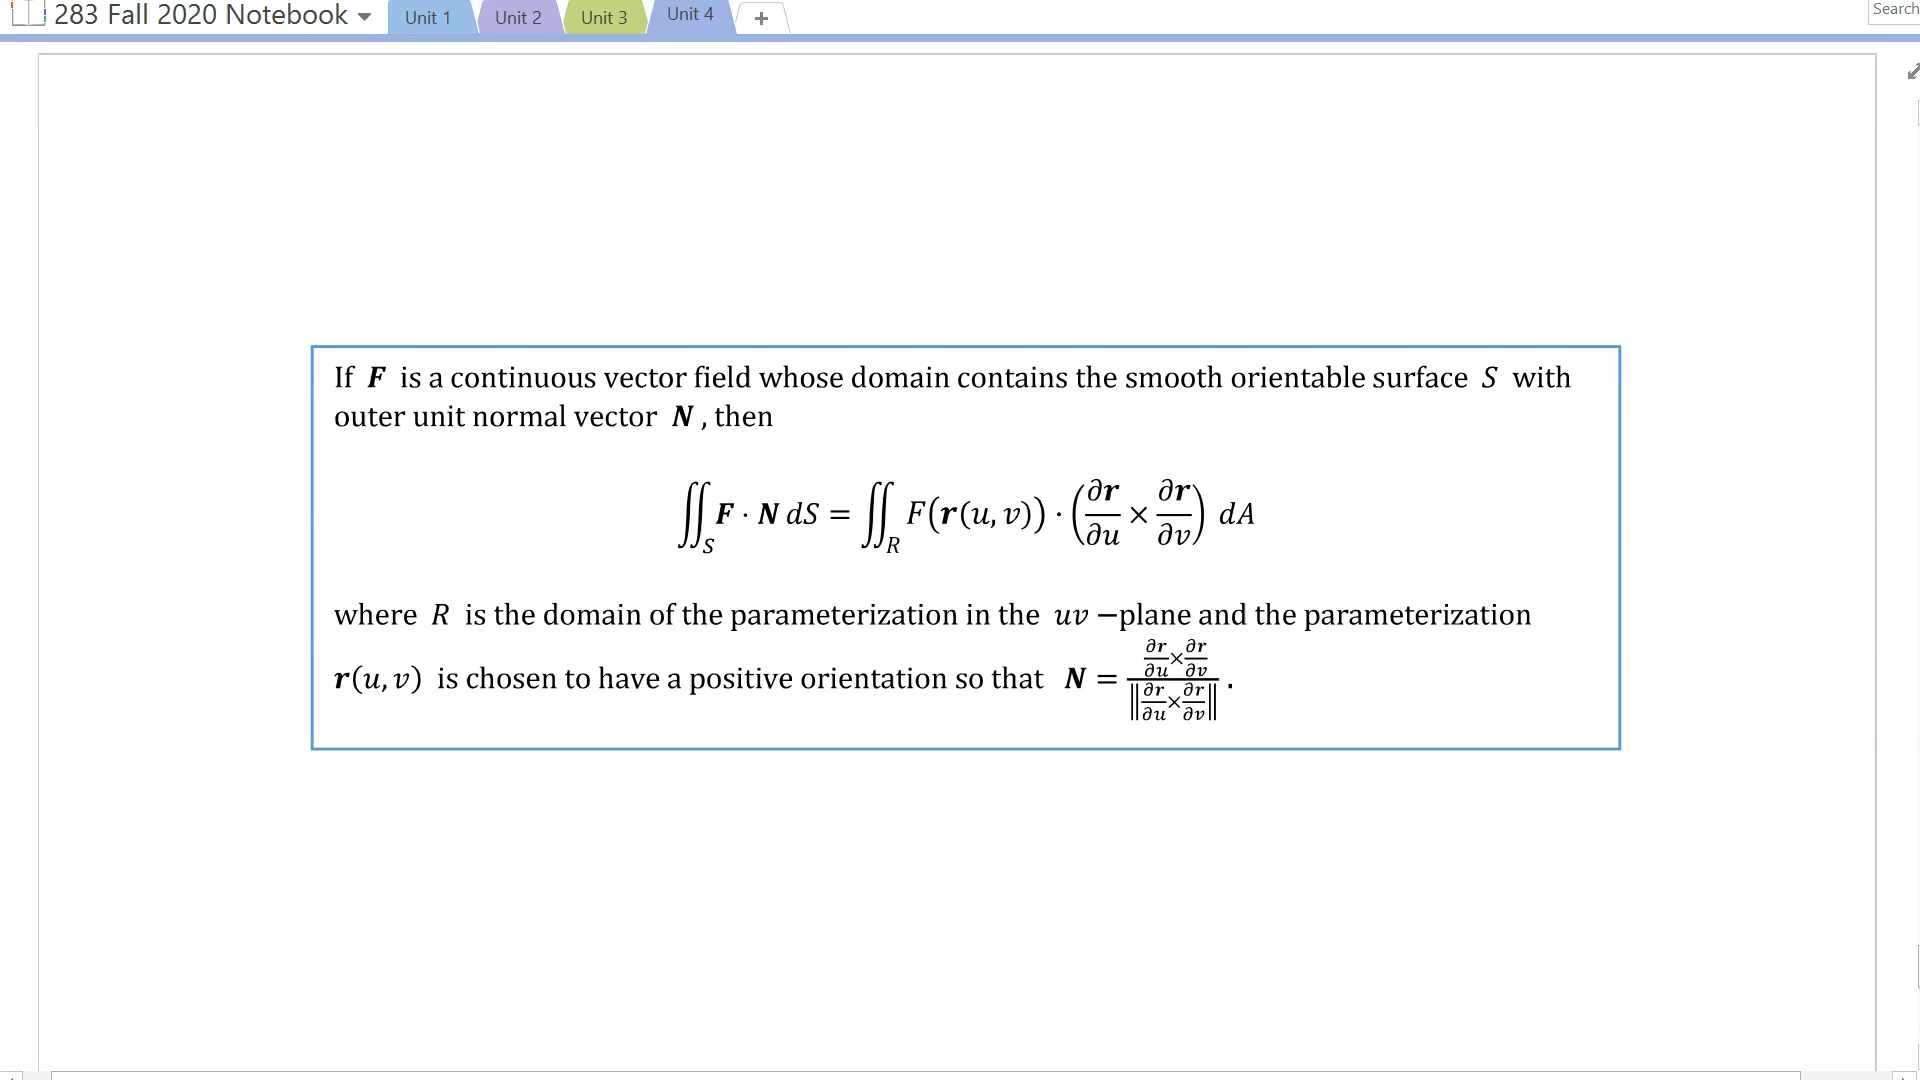 283 Fall 2020 Notebook
Unit 1
Unit 2
Unit 3
Unit 4
+
Search
If F is a continuous vector field whose domain contains the smooth orientable surface S with
outer unit normal vector N , then
∬_S F · N dS = ∬_R F(r(u, v)) · (∂r/∂u × ∂r/∂v) dA
where R is the domain of the parameterization in the uv −plane and the parameterization
r(u, v) is chosen to have a positive orientation so that N = (∂r/∂u × ∂r/∂v) / ‖∂r/∂u × ∂r/∂v‖ .